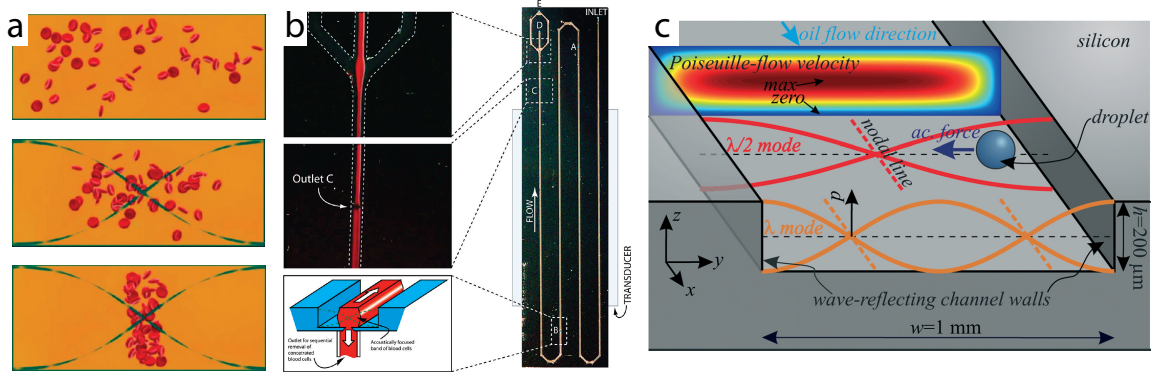 a
b
Outlet C
Outlet for sequential
removal of
concetrated
blood cells
Acoustically focused
band of blood cells
E
D
INLET
A
C
FLOW
TRANSDUCER
B
c
oil flow direction
silicon
Poiseuille-flow velocity
max
zero
droplet
ac. force
λ/2 mode
nodal line
p
λ mode
z
y
x
h=200 μm
wave-reflecting channel walls
w=1 mm